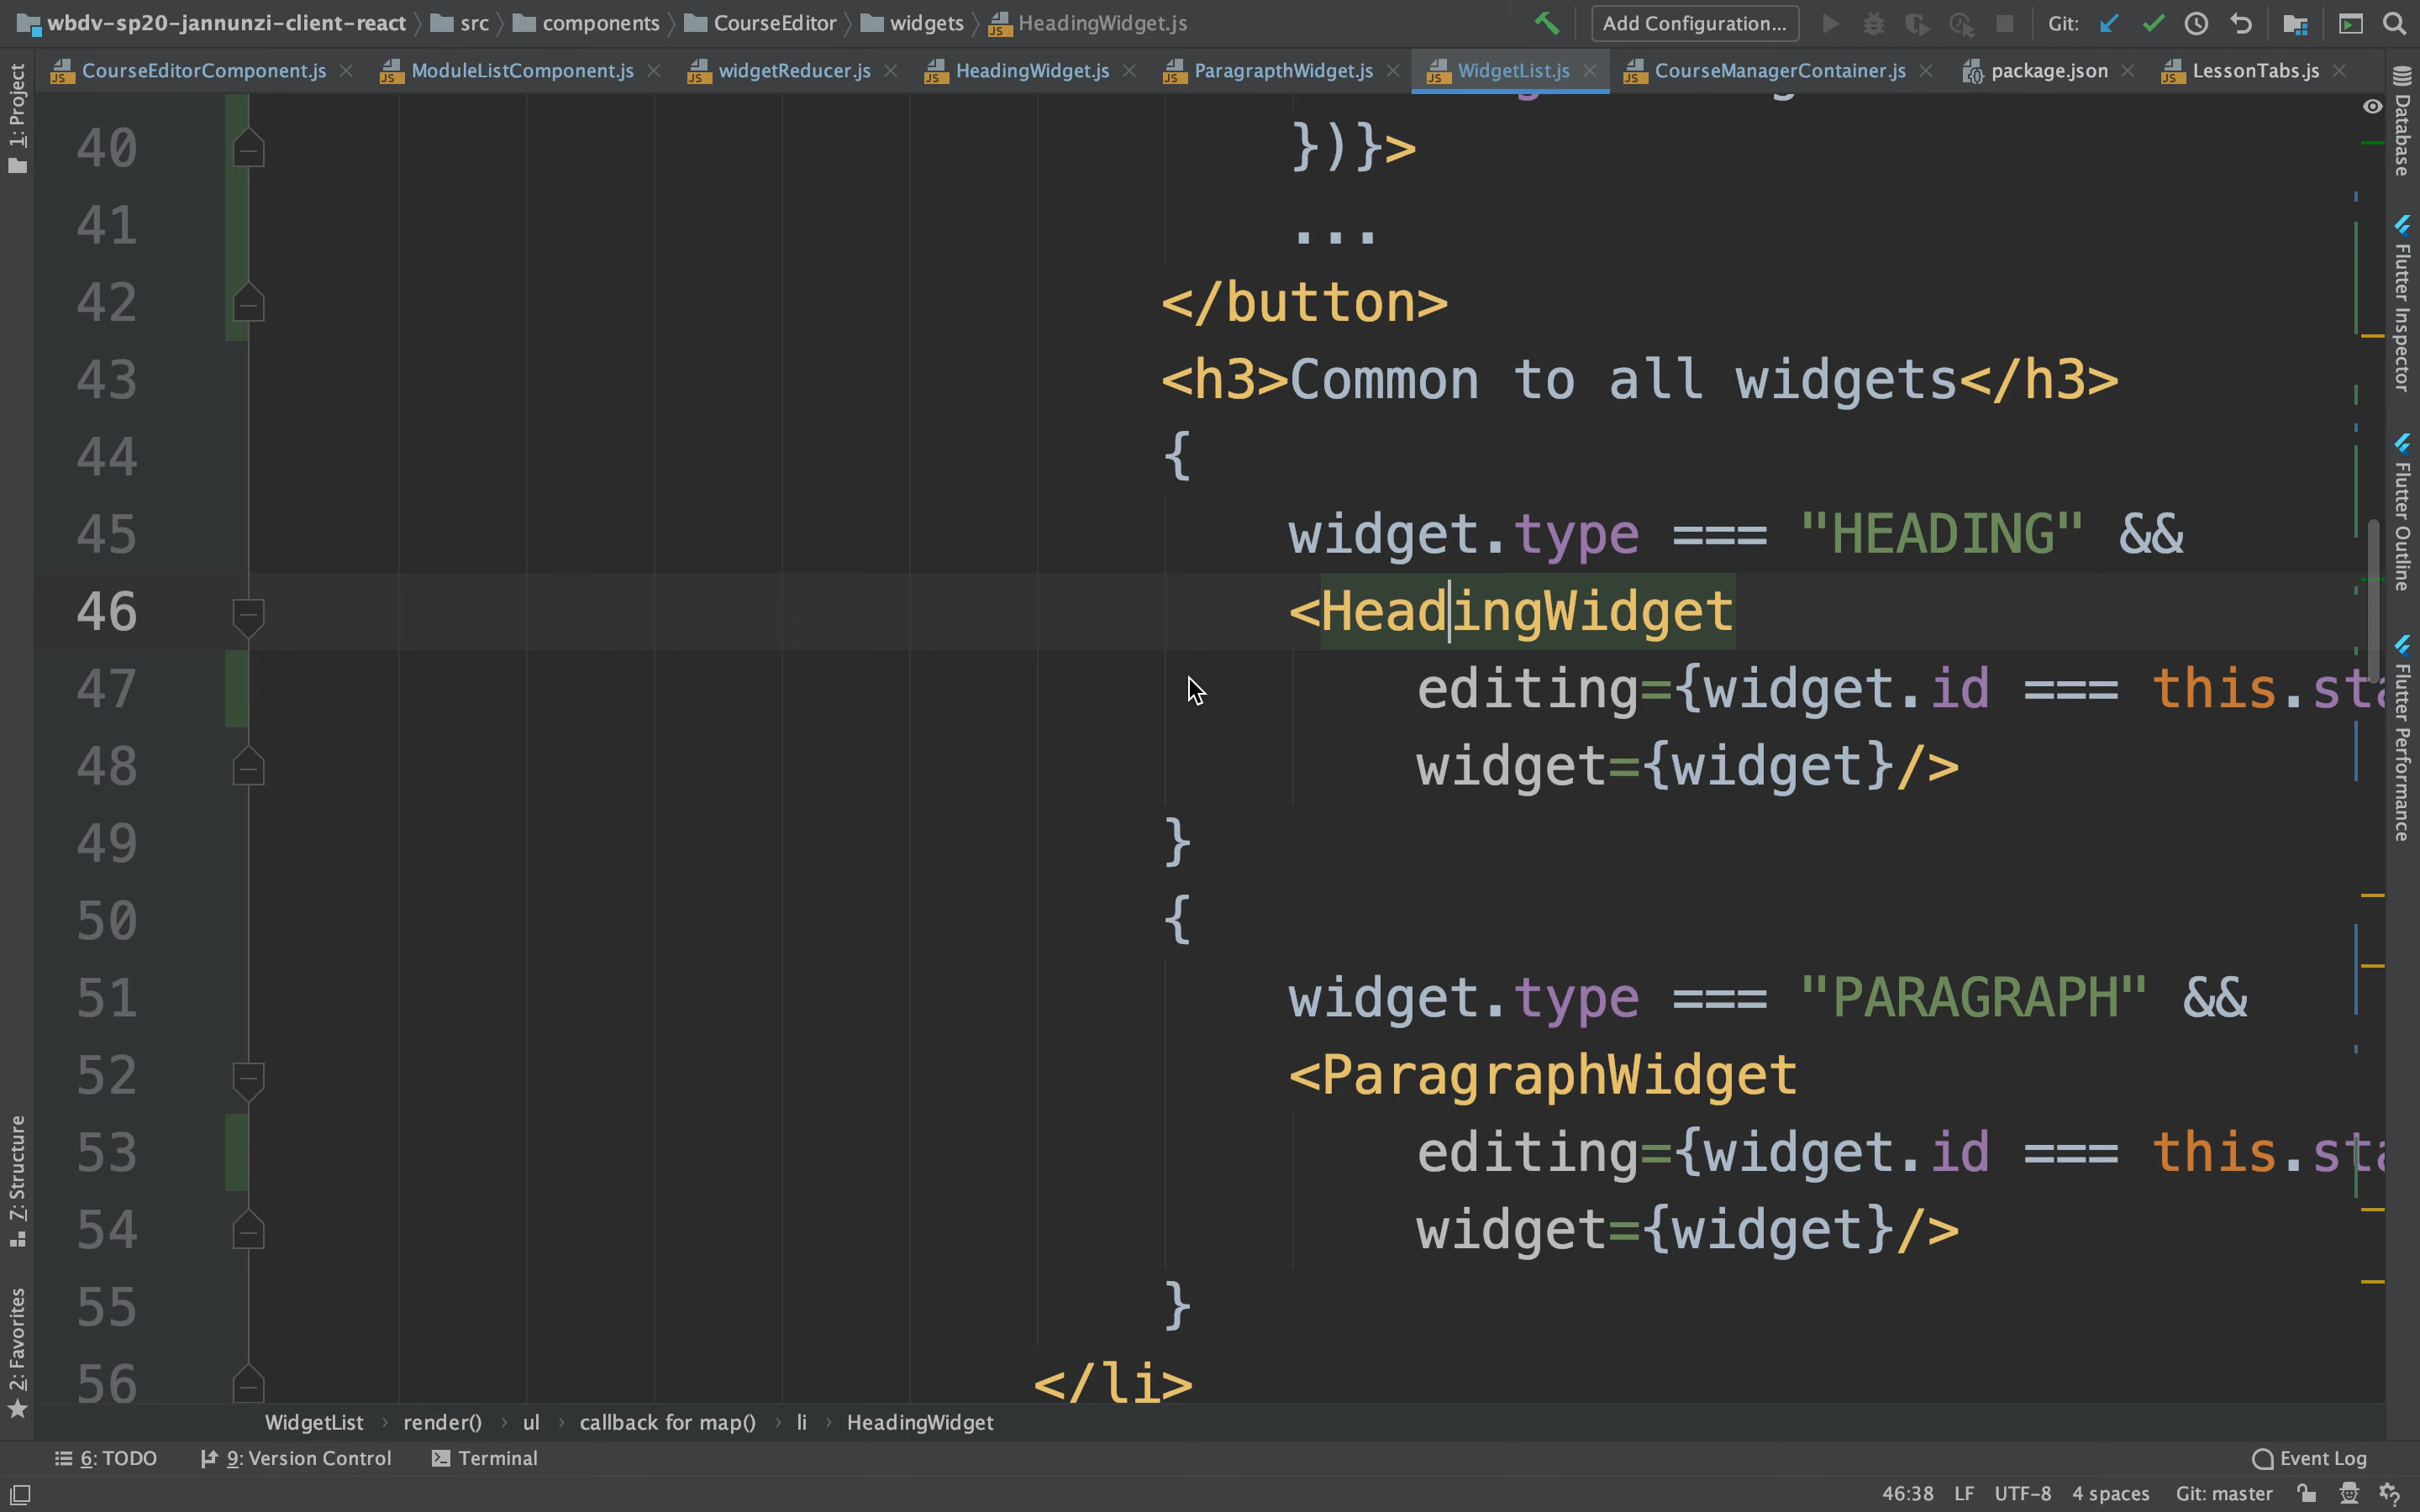 wbdv-sp20-jannunzi-client-react src components CourseEditor widgets HeadingWidget.js Add Configuration... Git:
CourseEditorComponent.js ModuleListComponent.js widgetReducer.js HeadingWidget.js ParagrapthWidget.js WidgetList.js CourseManagerContainer.js package.json LessonTabs.js
40 })}>
41 ...
42 </button>
43 <h3>Common to all widgets</h3>
44 {
45 widget.type === "HEADING" &&
46 <HeadingWidget
47 editing={widget.id === this.sta
48 widget={widget}/>
49 }
50 {
51 widget.type === "PARAGRAPH" &&
52 <ParagraphWidget
53 editing={widget.id === this.sta
54 widget={widget}/>
55 }
56 </li>
WidgetList render() ul callback for map() li HeadingWidget
6: TODO 9: Version Control Terminal Event Log
46:38 LF UTF-8 4 spaces Git: master
1: Project
7: Structure
2: Favorites
Database
Flutter Inspector
Flutter Outline
Flutter Performance